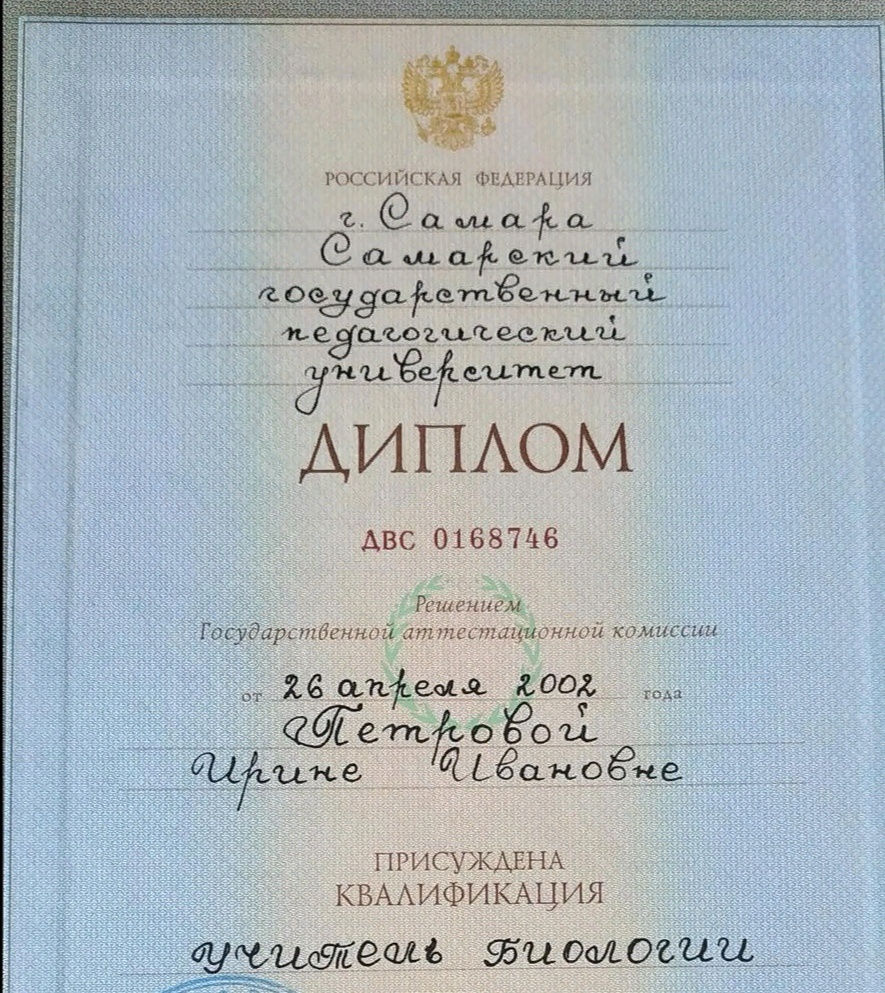 РОССИЙСКАЯ ФЕДЕРАЦИЯ
г. Самара
Самарский
государственный
педагогический
университет
ДИПЛОМ
ДВС 0168746
Решением
Государственной аттестационной комиссии
от 26 апреля 2002 года
Петровой
Ирине Ивановне
ПРИСУЖДЕНА
КВАЛИФИКАЦИЯ
учитель Биологии